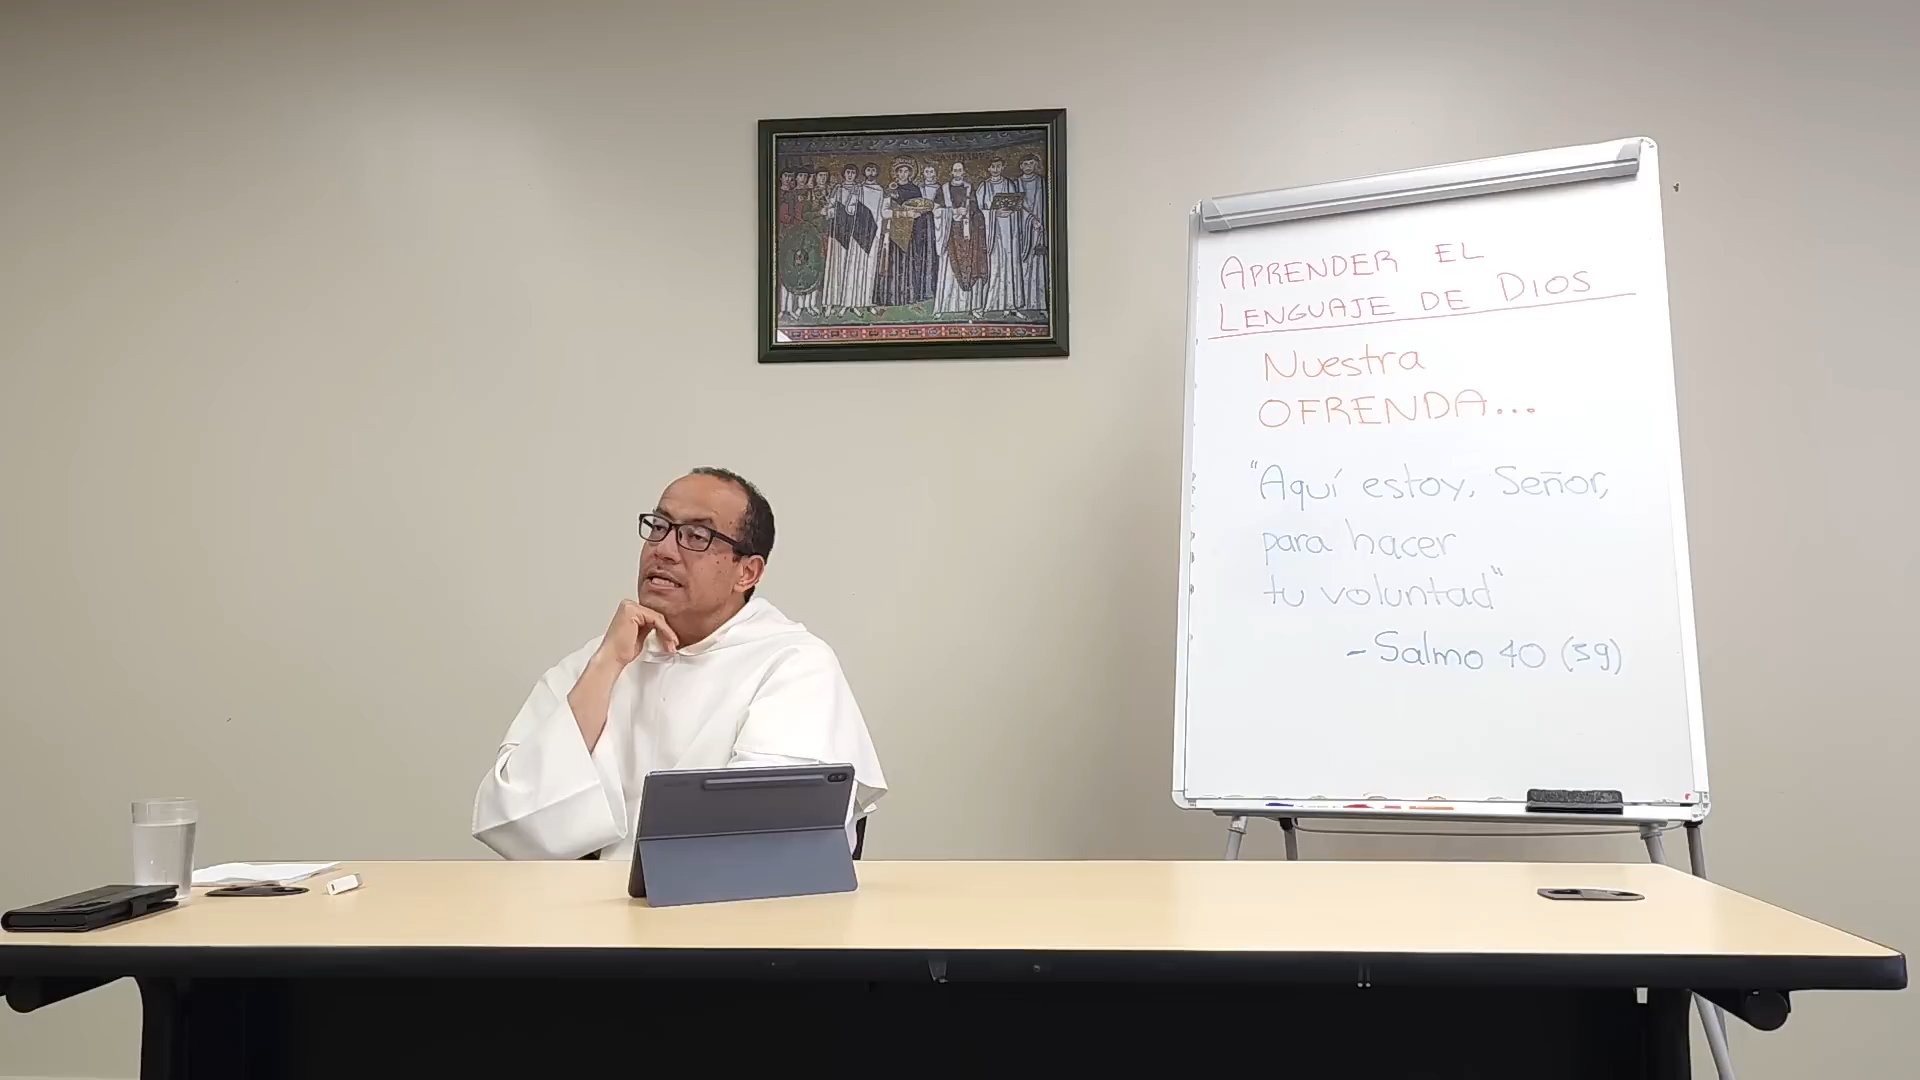 APRENDER EL
LENGUAJE DE DIOS
Nuestra
OFRENDA...
"Aquí estoy, Señor,
para hacer
tu voluntad"
- Salmo 40 (39)